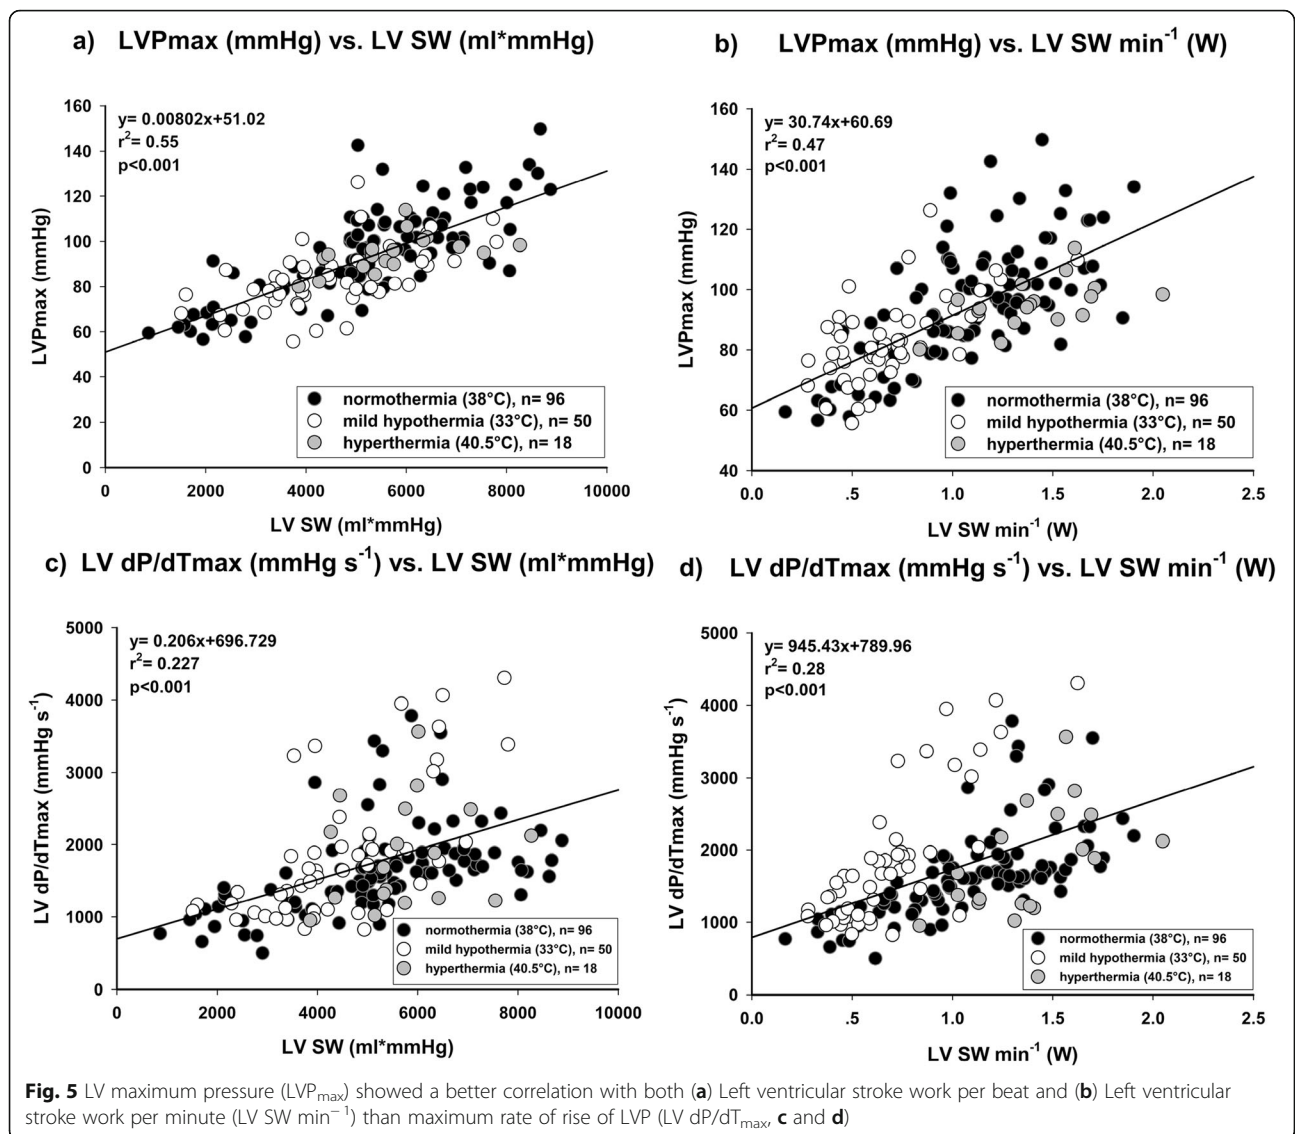 a) LVPmax (mmHg) vs. LV SW (ml*mmHg)
y= 0.00802x+51.02
r²= 0.55
p<0.001
LVPmax (mmHg)
160
140
120
100
80
60
40
20
0
normothermia (38°C), n= 96
mild hypothermia (33°C), n= 50
hyperthermia (40.5°C), n= 18
0 2000 4000 6000 8000 10000
LV SW (ml*mmHg)
b) LVPmax (mmHg) vs. LV SW min⁻¹ (W)
y= 30.74x+60.69
r²= 0.47
p<0.001
LVPmax (mmHg)
160
140
120
100
80
60
40
normothermia (38°C), n= 96
mild hypothermia (33°C), n= 50
hyperthermia (40.5°C), n= 18
0.0 .5 1.0 1.5 2.0 2.5
LV SW min⁻¹ (W)
c) LV dP/dTmax (mmHg s⁻¹) vs. LV SW (ml*mmHg)
y= 0.206x+696.729
r²= 0.227
p<0.001
LV dP/dTmax (mmHg s⁻¹)
5000
4000
3000
2000
1000
0
normothermia (38°C), n= 96
mild hypothermia (33°C), n= 50
hyperthermia (40.5°C), n= 18
0 2000 4000 6000 8000 10000
LV SW (ml*mmHg)
d) LV dP/dTmax (mmHg s⁻¹) vs. LV SW min⁻¹ (W)
y= 945.43x+789.96
r²= 0.28
p<0.001
LV dP/dTmax (mmHg s⁻¹)
5000
4000
3000
2000
1000
0
normothermia (38°C), n= 96
mild hypothermia (33°C), n= 50
hyperthermia (40.5°C), n= 18
0.0 .5 1.0 1.5 2.0 2.5
LV SW min⁻¹ (W)
Fig. 5 LV maximum pressure (LVPmax) showed a better correlation with both (a) Left ventricular stroke work per beat and (b) Left ventricular
stroke work per minute (LV SW min⁻¹) than maximum rate of rise of LVP (LV dP/dTmax, c and d)